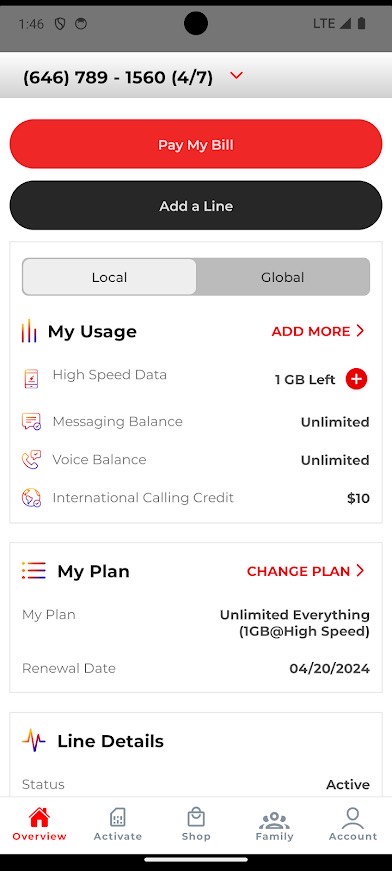 1:46 LTE
(646) 789 - 1560 (4/7)
Pay My Bill
Add a Line
Local Global
My Usage ADD MORE
High Speed Data 1 GB Left
Messaging Balance Unlimited
Voice Balance Unlimited
International Calling Credit $10
My Plan CHANGE PLAN
My Plan Unlimited Everything
(1GB@High Speed)
Renewal Date 04/20/2024
Line Details
Status Active
Overview Activate Shop Family Account